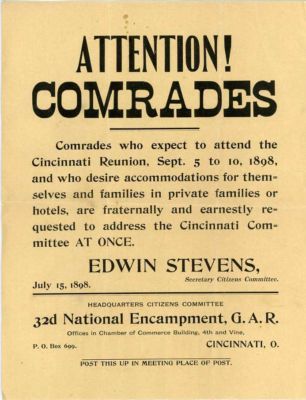 ATTENTION!
COMRADES
Comrades who expect to attend the
Cincinnati Reunion, Sept. 5 to 10, 1898,
and who desire accommodations for them-
selves and families in private families or
hotels, are fraternally and earnestly re-
quested to address the Cincinnati Com-
mittee AT ONCE.
EDWIN STEVENS,
Secretary Citizens Committee.
July 15, 1898.
HEADQUARTERS CITIZENS COMMITTEE
32d National Encampment, G. A. R.
Offices in Chamber of Commerce Building, 4th and Vine,
P. O. Box 699. CINCINNATI, O.
POST THIS UP IN MEETING PLACE OF POST.